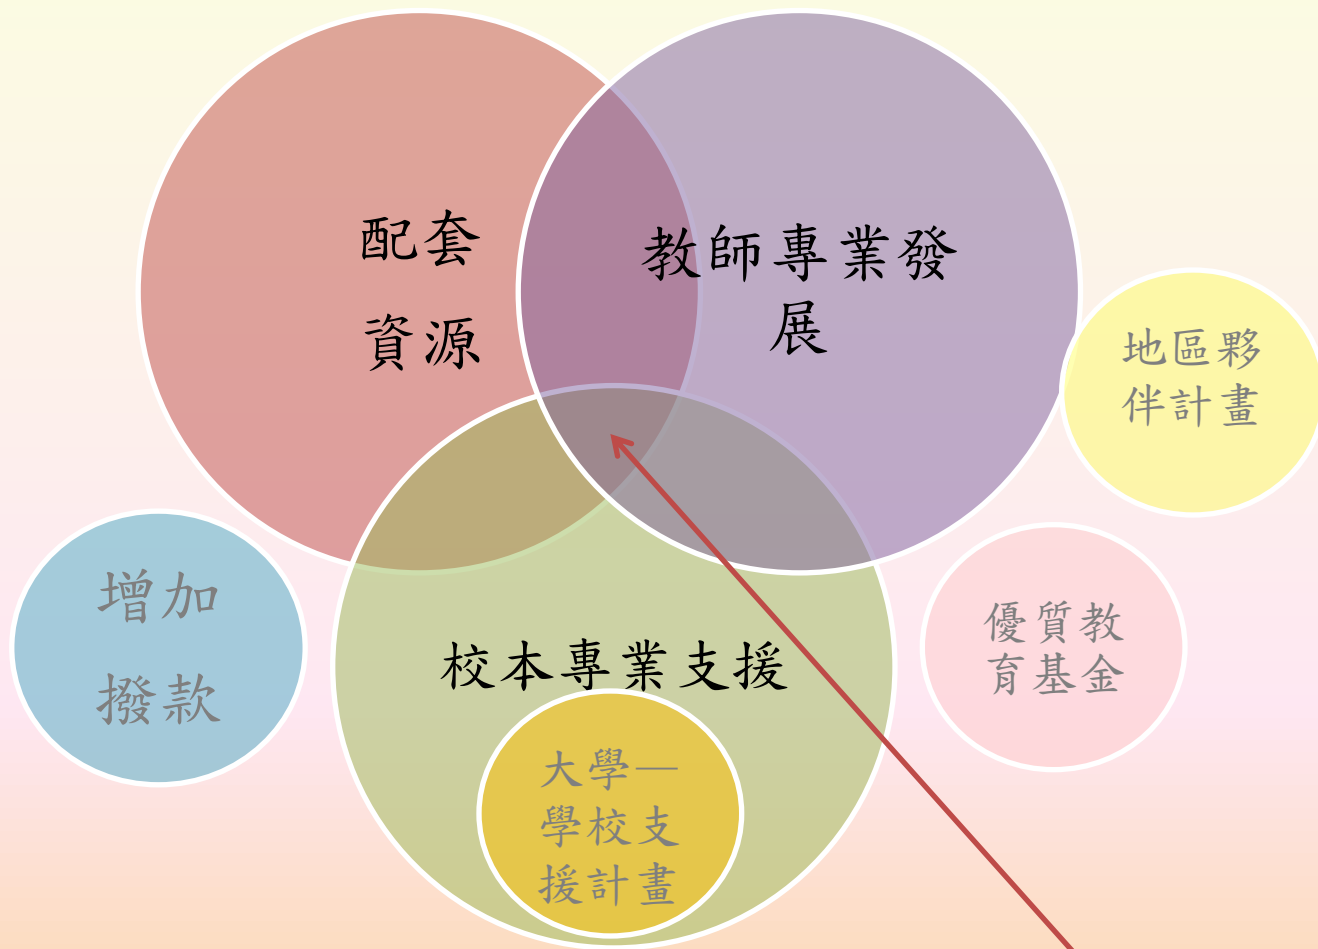 配套
資源
教師專業發
展
地區夥
伴計畫
增加
撥款
優質教
育基金
校本專業支援
大學—
學校支
援計畫